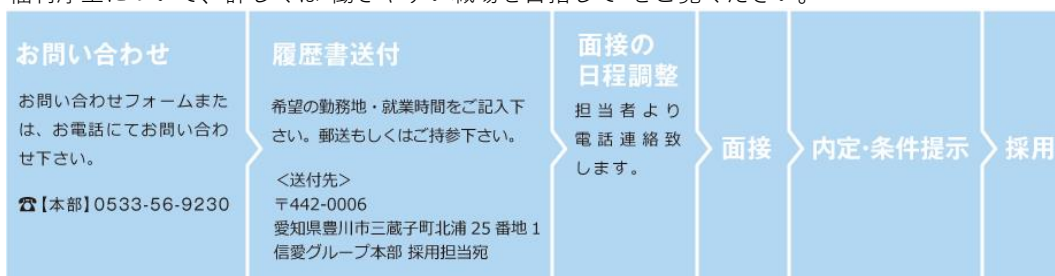 福利厚生について、詳しくは 働きやすい職場を目指して をご覧ください。
お問い合わせ
お問い合わせフォームまた
は、お電話にてお問い合わ
せ下さい。
☎【本部】0533-56-9230
履歴書送付
希望の勤務地・就業時間をご記入下
さい。郵送もしくはご持参下さい。
＜送付先＞
〒442-0006
愛知県豊川市三蔵子町北浦 25 番地 1
信愛グループ本部 採用担当宛
面接の
日程調整
担当者より
電話連絡致
します。
面接
内定・条件提示
採用